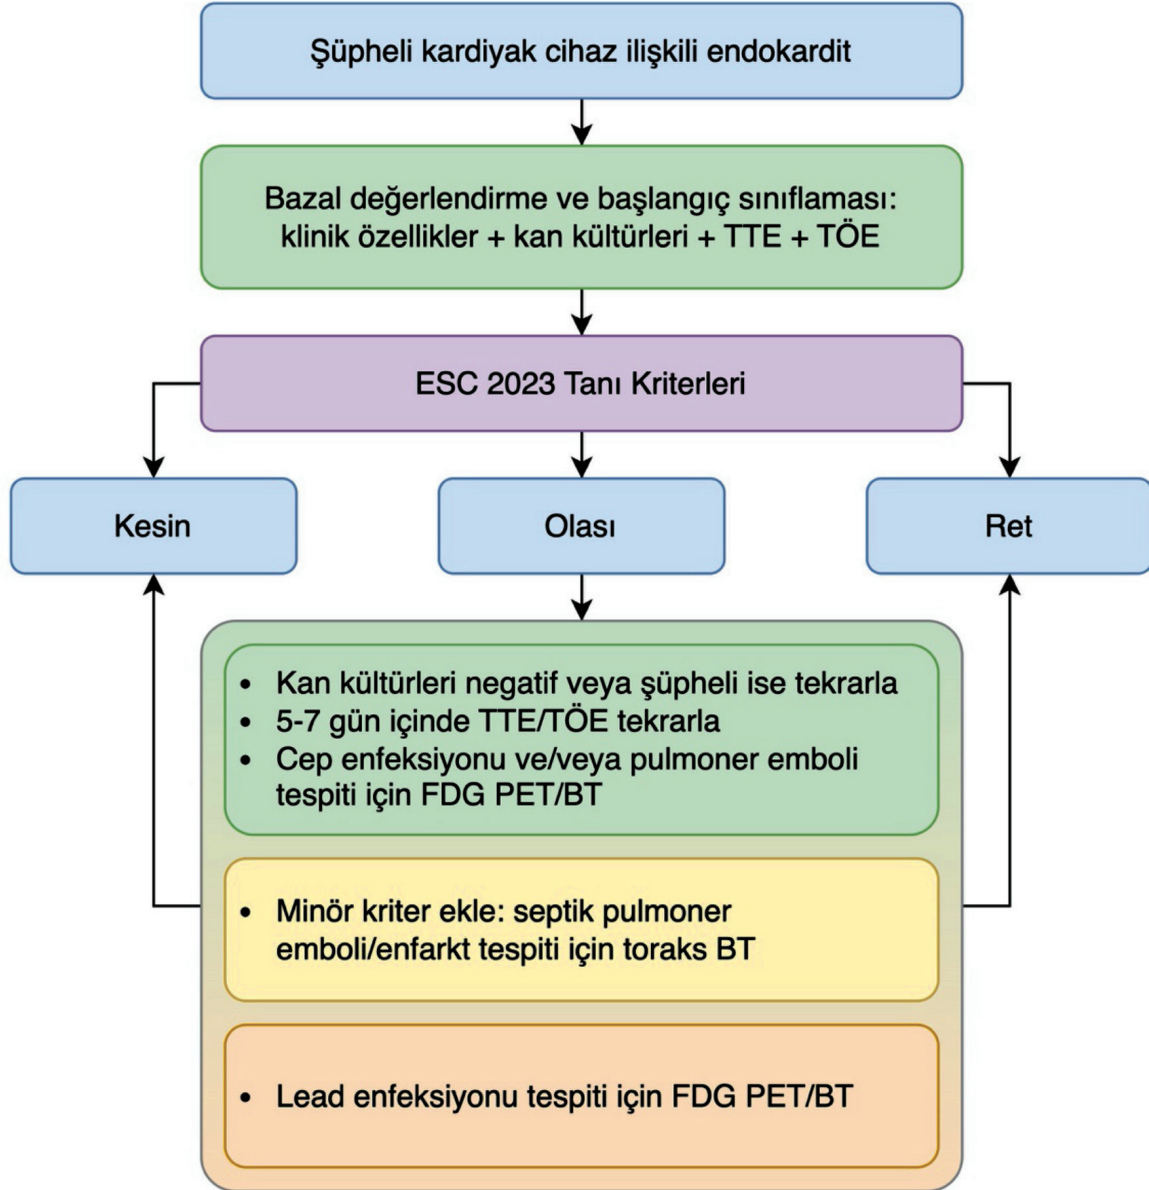 Şüpheli kardiyak cihaz ilişkili endokardit
Bazal değerlendirme ve başlangıç sınıflaması:
klinik özellikler + kan kültürleri + TTE + TÖE
ESC 2023 Tanı Kriterleri
Kesin
Olası
Ret
• Kan kültürleri negatif veya şüpheli ise tekrarla
• 5-7 gün içinde TTE/TÖE tekrarla
• Cep enfeksiyonu ve/veya pulmoner emboli
tespiti için FDG PET/BT
• Minör kriter ekle: septik pulmoner
emboli/enfarkt tespiti için toraks BT
• Lead enfeksiyonu tespiti için FDG PET/BT